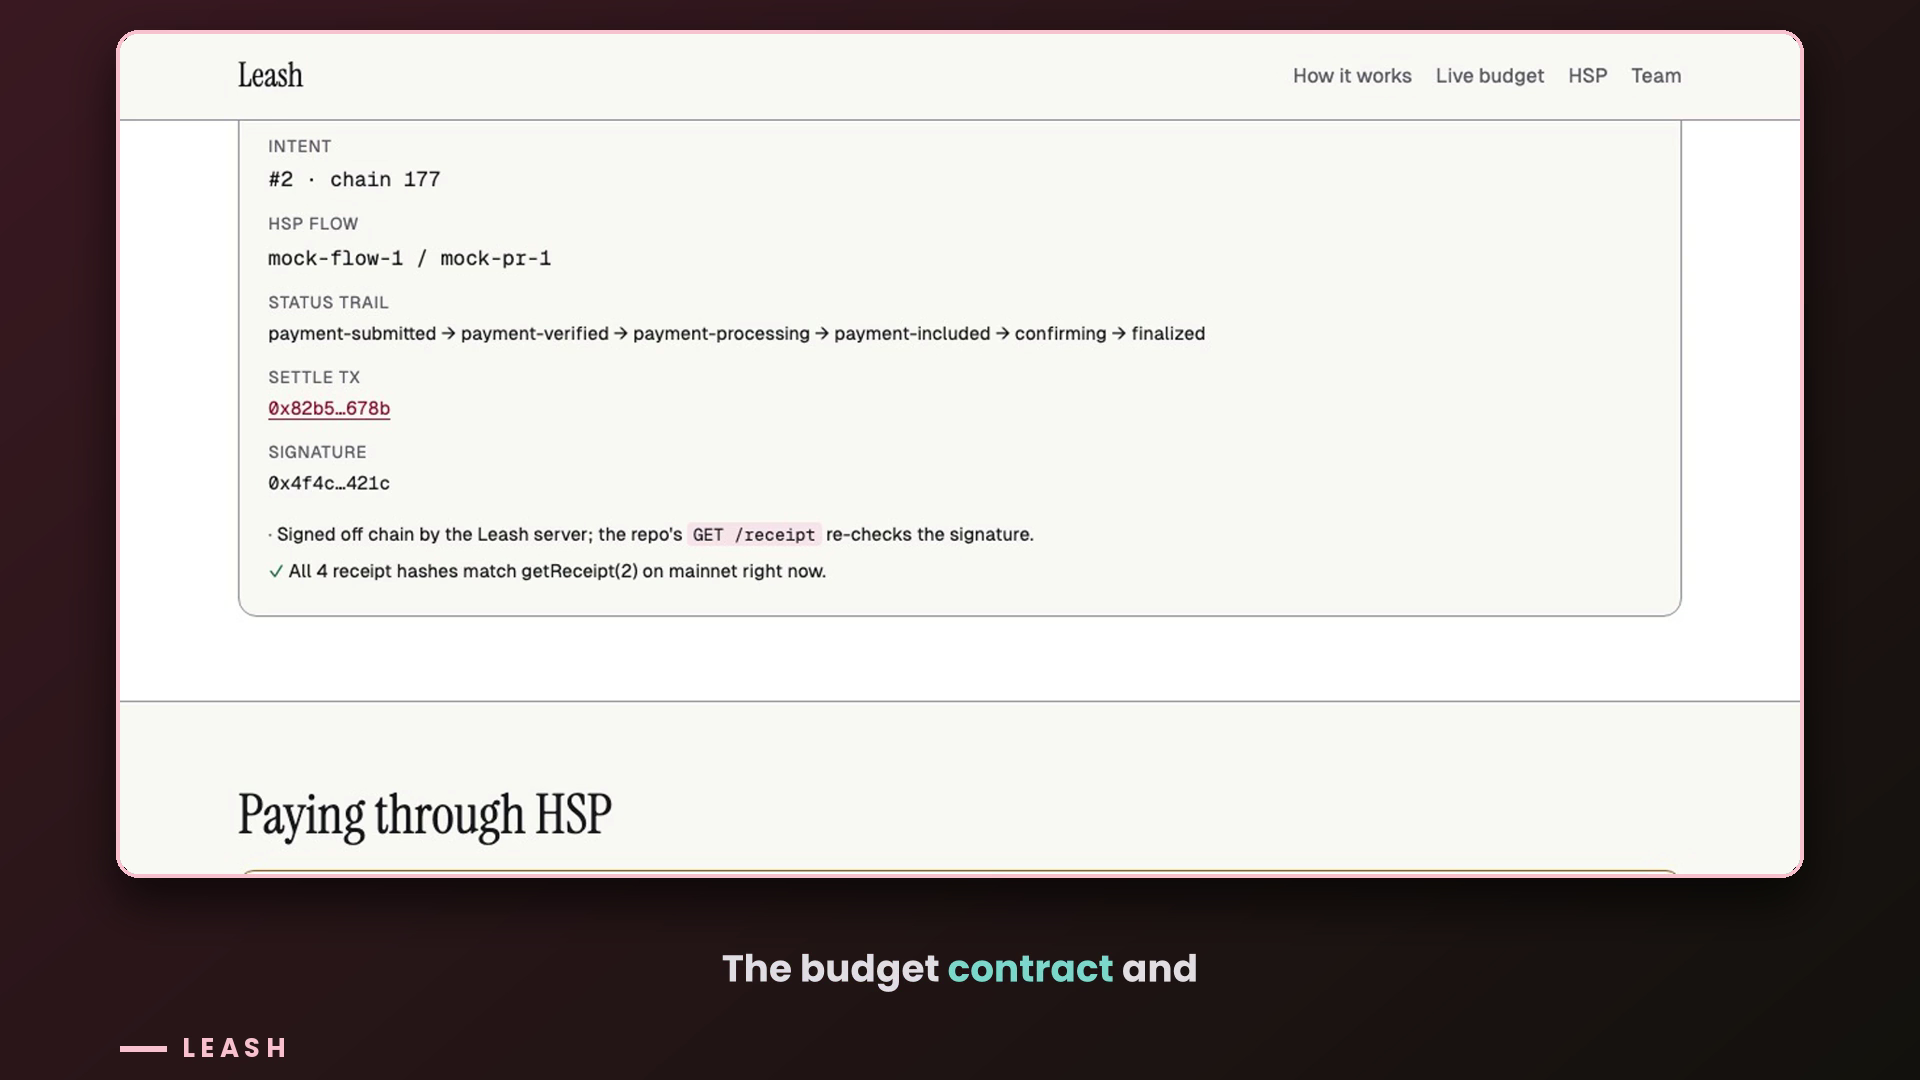 Leash
How it works Live budget HSP Team
INTENT
#2 · chain 177
HSP FLOW
mock-flow-1 / mock-pr-1
STATUS TRAIL
payment-submitted → payment-verified → payment-processing → payment-included → confirming → finalized
SETTLE TX
0x82b5…678b
SIGNATURE
0x4f4c…421c
· Signed off chain by the Leash server; the repo's GET /receipt re-checks the signature.
✓ All 4 receipt hashes match getReceipt(2) on mainnet right now.
Paying through HSP
The budget contract and
LEASH